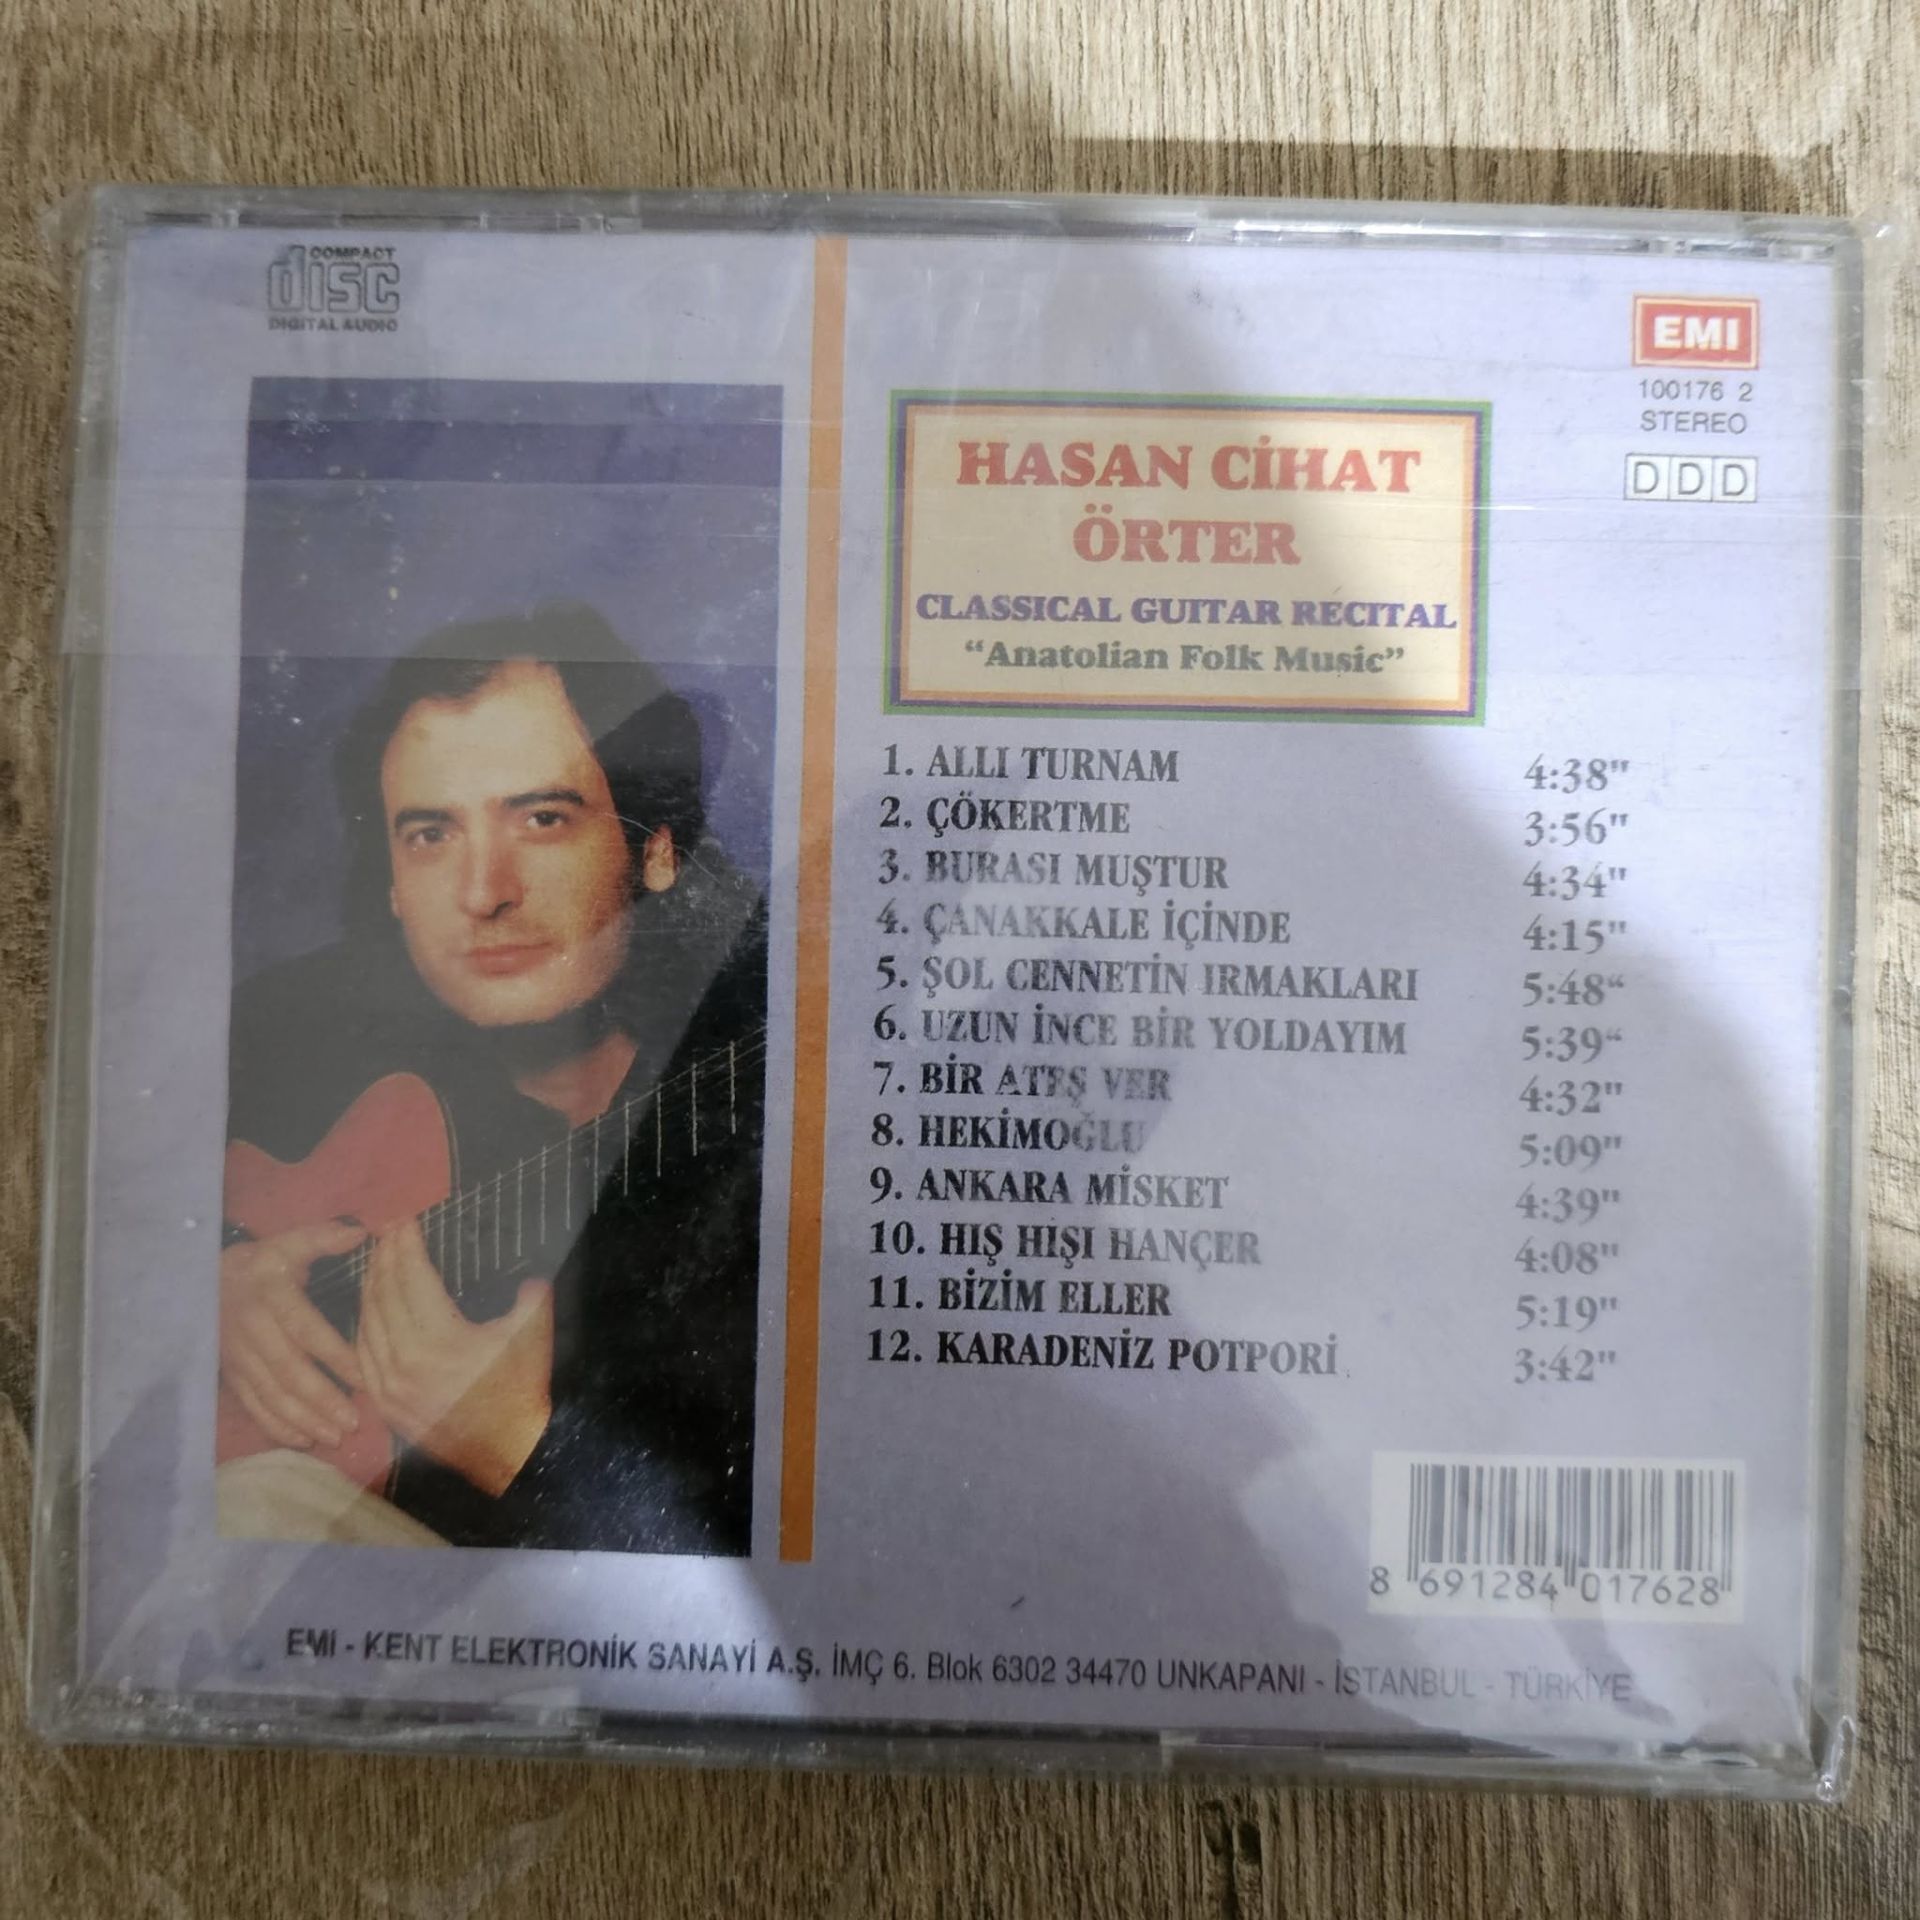 COMPACT
disc
DIGITAL AUDIO
EMI
100176 2
STEREO
DDD
HASAN CİHAT
ÖRTER
CLASSICAL GUITAR RECITAL
“Anatolian Folk Music”
1. ALLI TURNAM 4:38"
2. ÇÖKERTME 3:56"
3. BURASI MUŞTUR 4:34"
4. ÇANAKKALE İÇİNDE 4:15"
5. ŞOL CENNETİN IRMAKLARI 5:48“
6. UZUN İNCE BİR YOLDAYIM 5:39“
7. BİR ATEŞ VER 4:32"
8. HEKİMOĞLU 5:09"
9. ANKARA MİSKET 4:39"
10. HIŞ HIŞI HANÇER 4:08"
11. BİZİM ELLER 5:19"
12. KARADENİZ POTPORİ 3:42"
8 691284 017628
EMI - KENT ELEKTRONİK SANAYİ A.Ş. İMÇ 6. Blok 6302 34470 UNKAPANI - İSTANBUL - TÜRKİYE